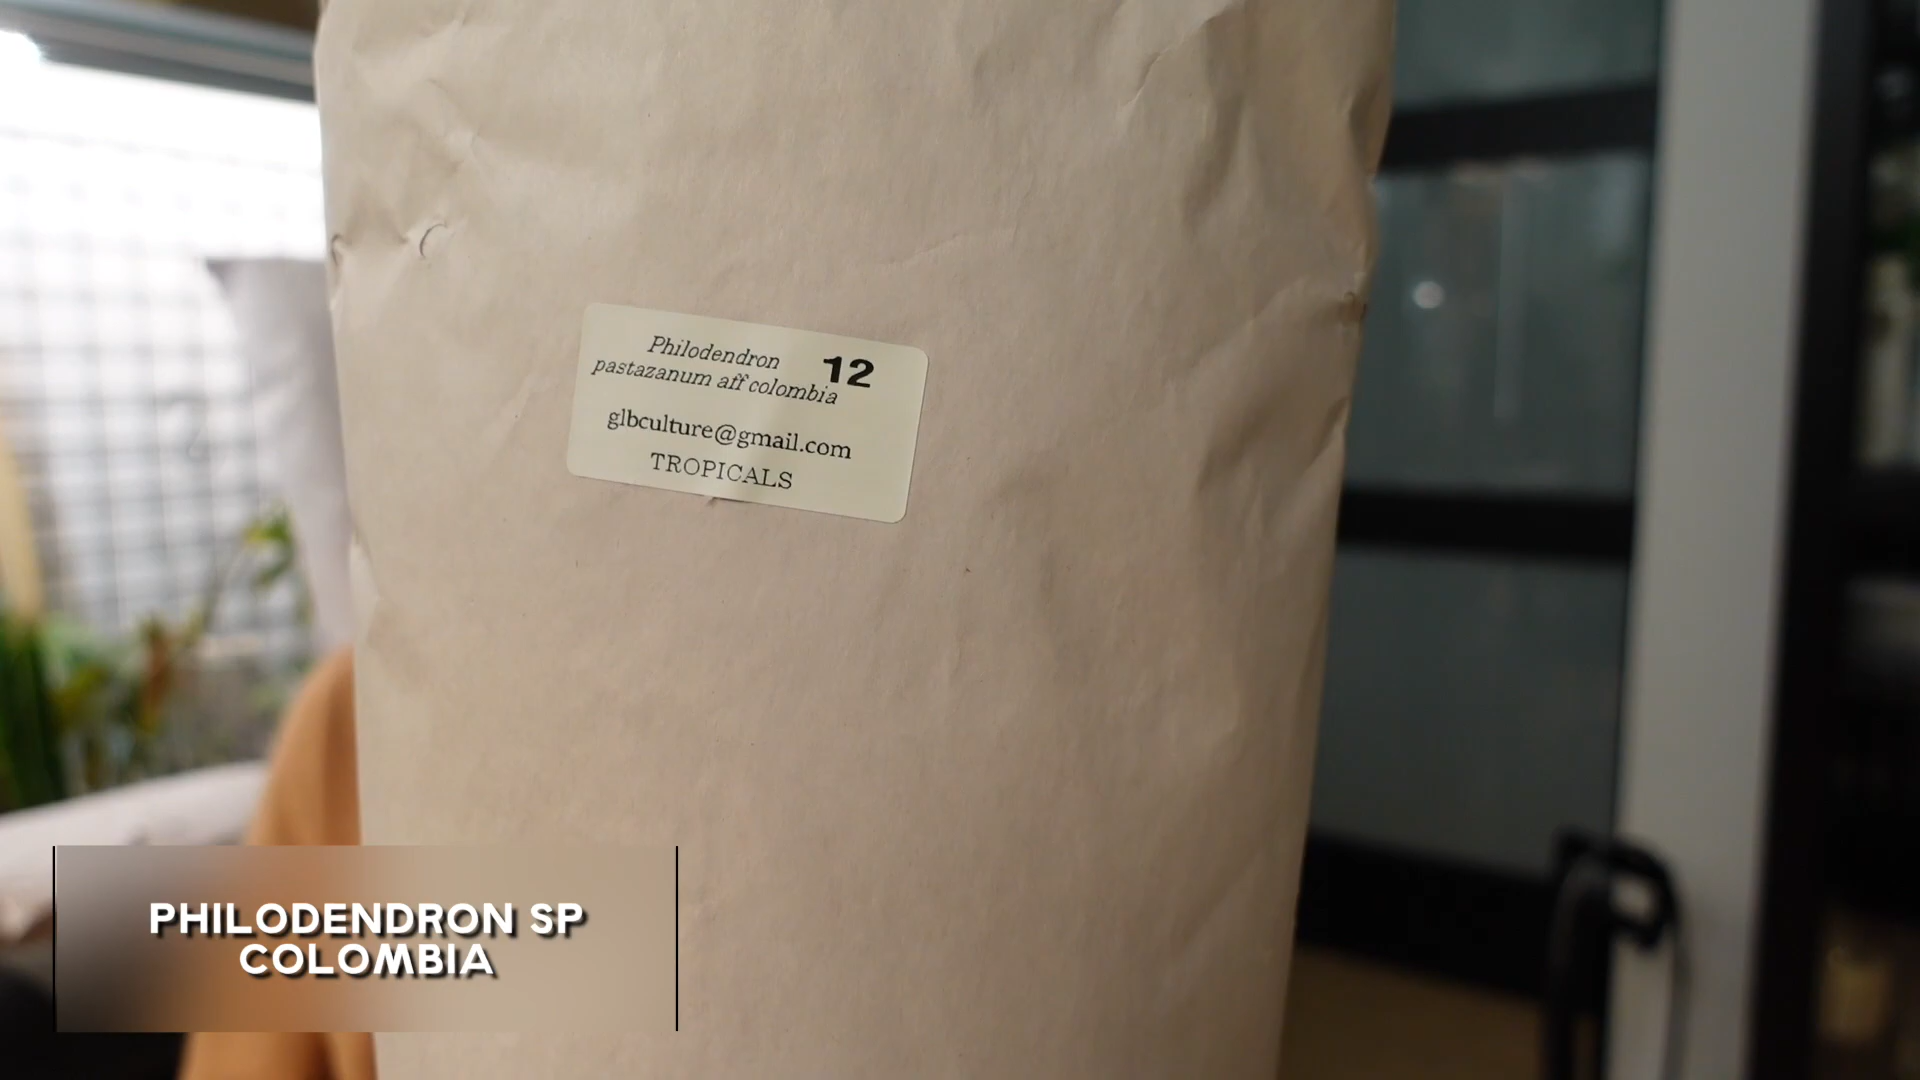 Philodendron 12
pastazanum aff colombia
glbculture@gmail.com
TROPICALS
PHILODENDRON SP
COLOMBIA